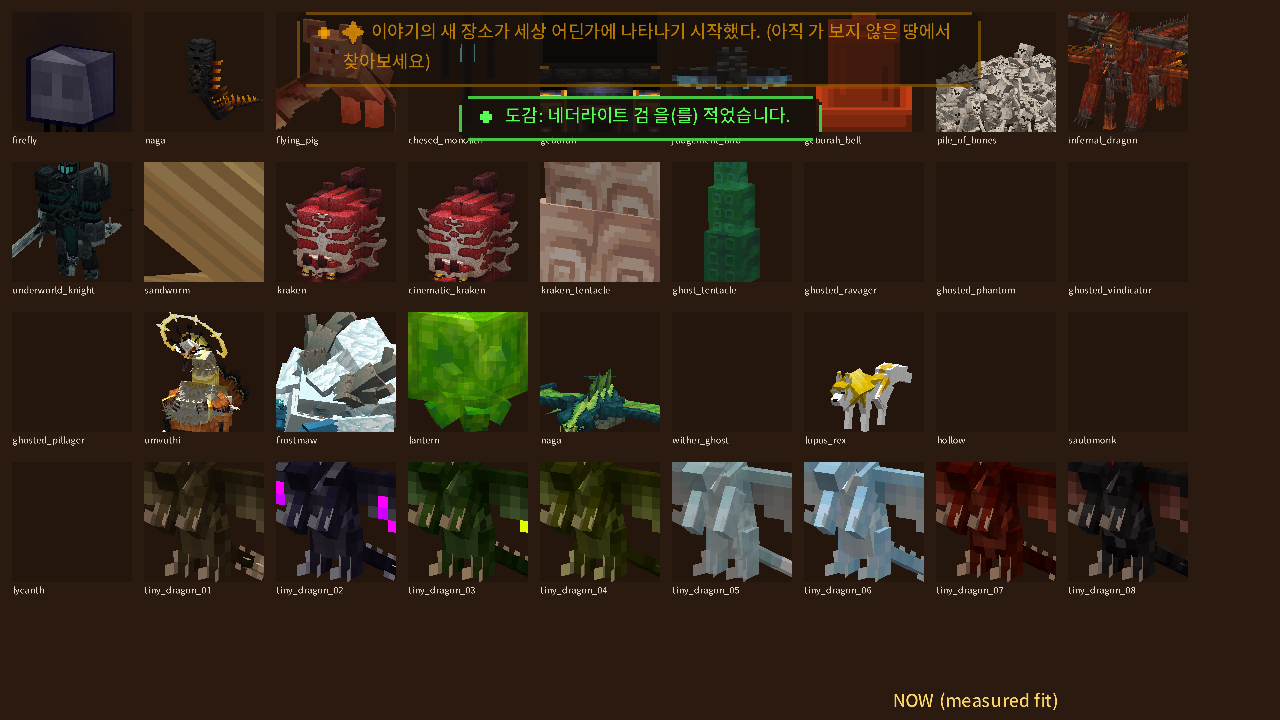 이야기의 새 장소가 세상 어딘가에 나타나기 시작했다. (아직 가 보지 않은 땅에서
찾아보세요)
도감: 네더라이트 검 을(를) 적었습니다.
firefly naga flying_pig chesed_monolith geburah judgement_bird geburah_bell pile_of_bones infernal_dragon
underworld_knight sandworm kraken cinematic_kraken kraken_tentacle ghost_tentacle ghosted_ravager ghosted_phantom ghosted_vindicator
ghosted_pillager umvuthi frostmaw lantern naga wither_ghost lupus_rex hollow saulomonk
lycanth tiny_dragon_01 tiny_dragon_02 tiny_dragon_03 tiny_dragon_04 tiny_dragon_05 tiny_dragon_06 tiny_dragon_07 tiny_dragon_08
NOW (measured fit)